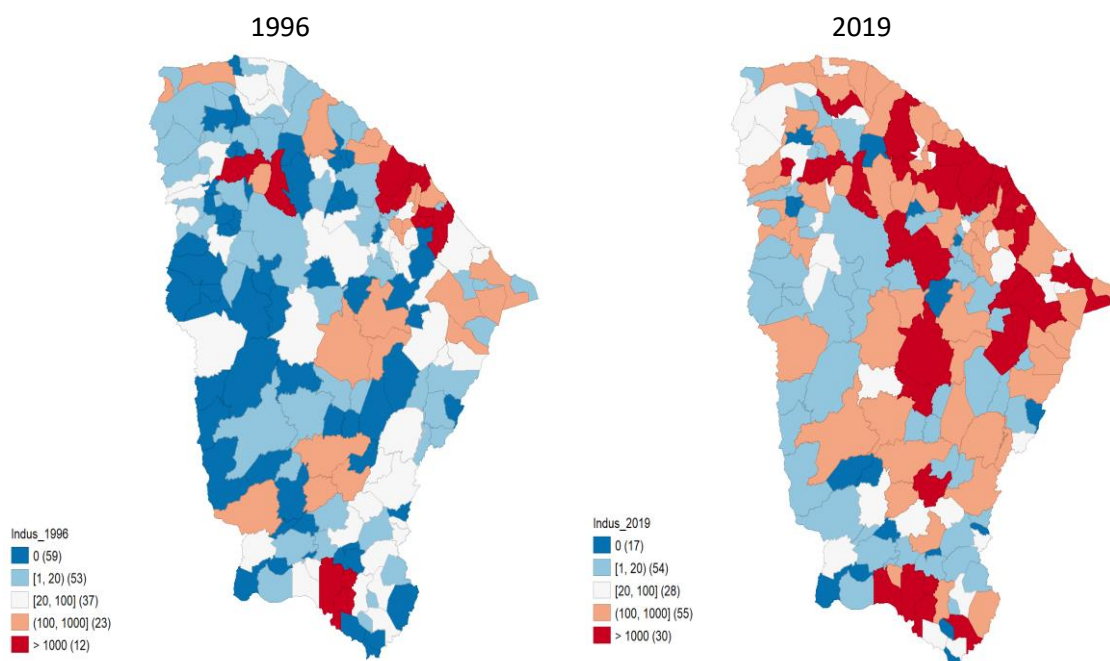 1996
2019
Indus_1996
0 (59)
[1, 20) (53)
[20, 100] (37)
(100, 1000] (23)
> 1000 (12)
Indus_2019
0 (17)
[1, 20) (54)
[20, 100] (28)
(100, 1000] (55)
> 1000 (30)